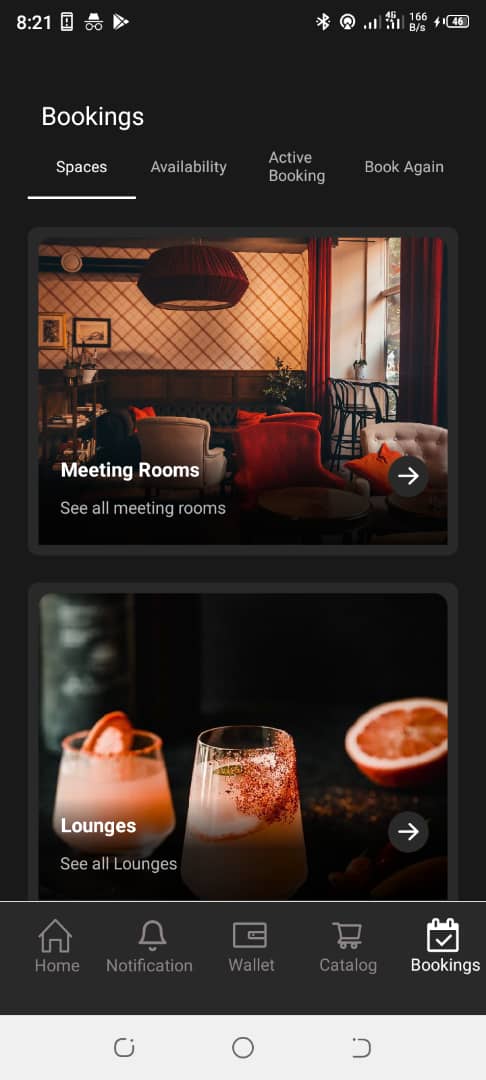 8:21 4G 166 B/s 46
Bookings
Spaces Availability Active Booking Book Again
Meeting Rooms
See all meeting rooms
Lounges
See all Lounges
Home Notification Wallet Catalog Bookings